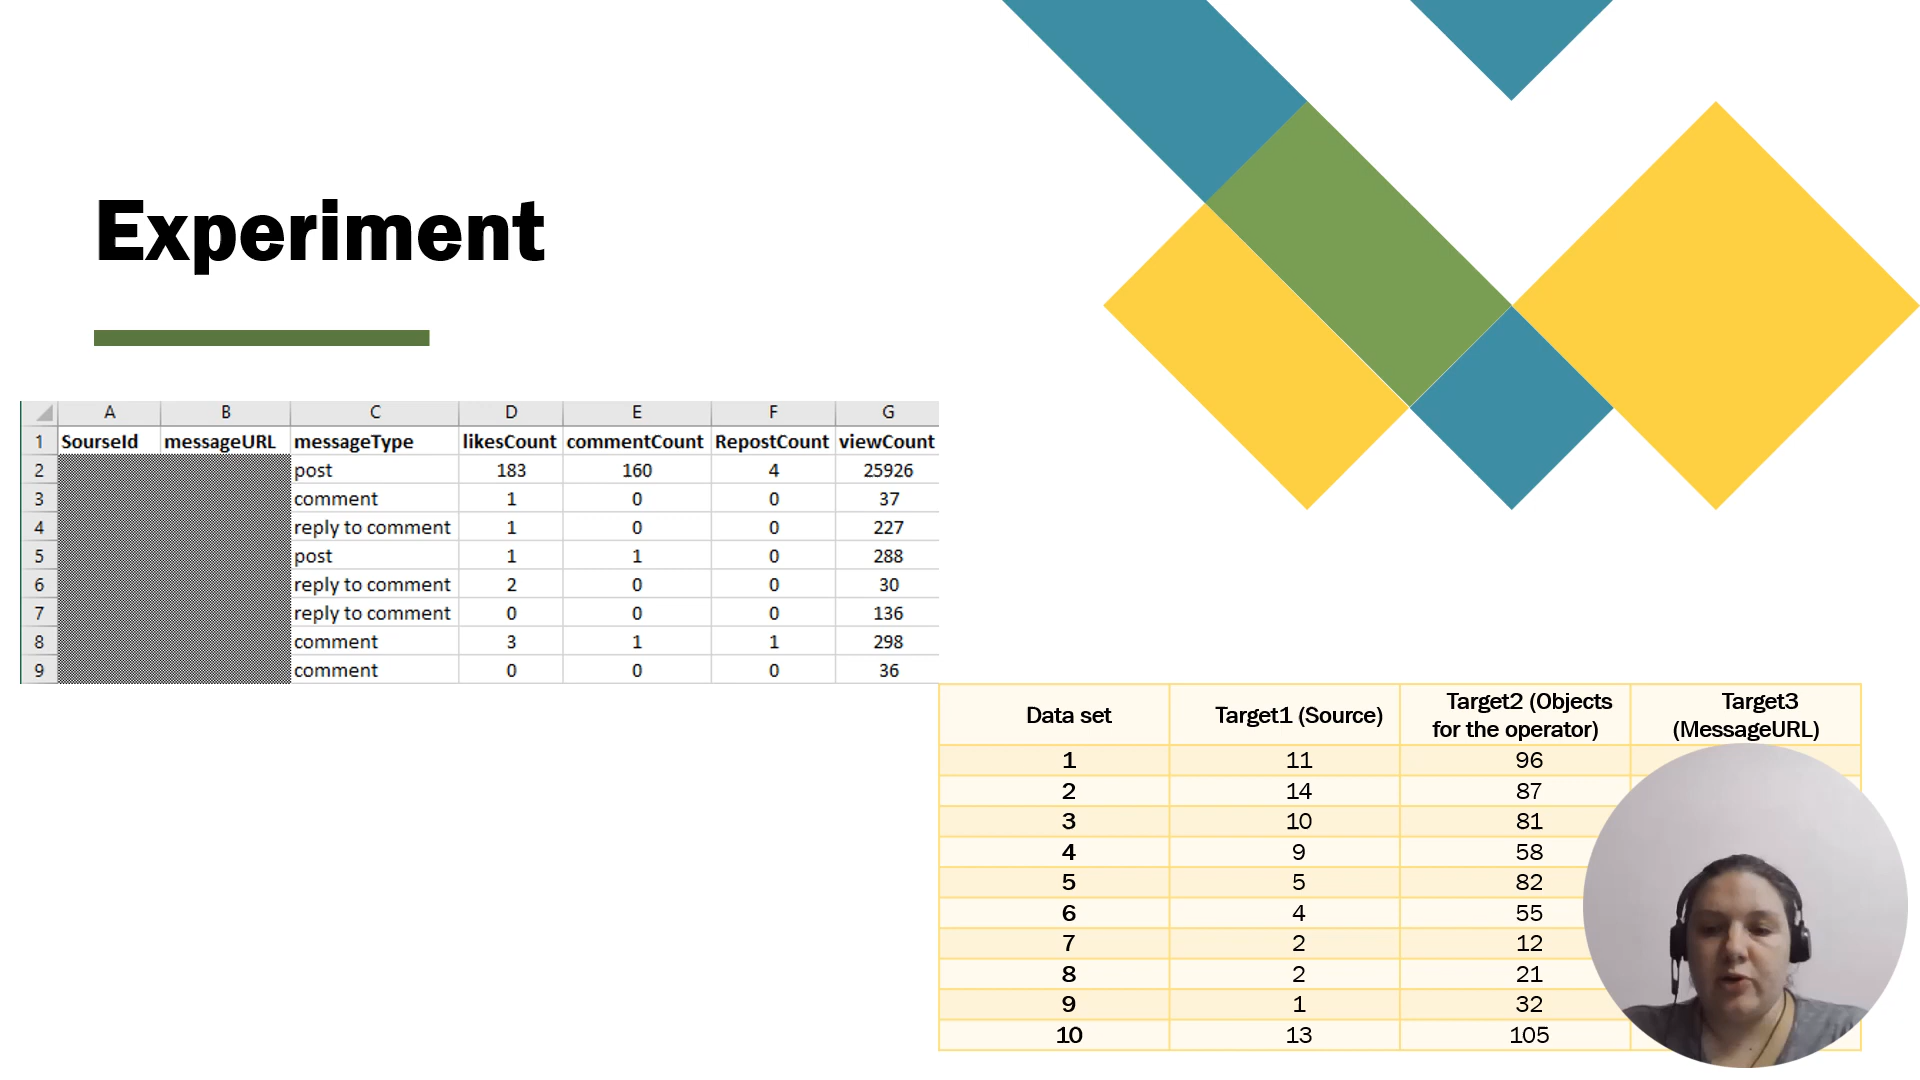 Experiment
A B C D E F G
1 SourseId messageURL messageType likesCount commentCount RepostCount viewCount
2 post 183 160 4 25926
3 comment 1 0 0 37
4 reply to comment 1 0 0 227
5 post 1 1 0 288
6 reply to comment 2 0 0 30
7 reply to comment 0 0 0 136
8 comment 3 1 1 298
9 comment 0 0 0 36
Data set Target1 (Source) Target2 (Objects for the operator) Target3 (MessageURL)
1 11 96
2 14 87
3 10 81
4 9 58
5 5 82
6 4 55
7 2 12
8 2 21
9 1 32
10 13 105